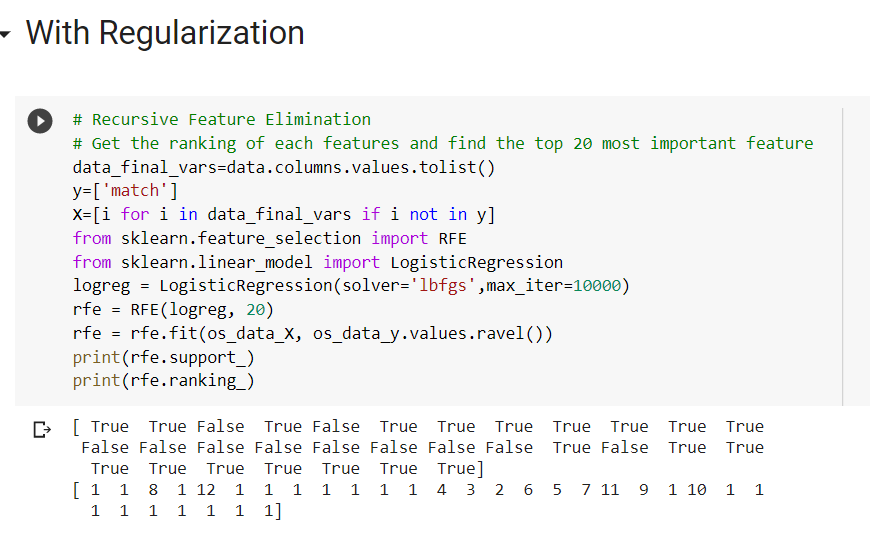 With Regularization
# Recursive Feature Elimination
# Get the ranking of each features and find the top 20 most important feature
data_final_vars=data.columns.values.tolist()
y=['match']
X=[i for i in data_final_vars if i not in y]
from sklearn.feature_selection import RFE
from sklearn.linear_model import LogisticRegression
logreg = LogisticRegression(solver='lbfgs',max_iter=10000)
rfe = RFE(logreg, 20)
rfe = rfe.fit(os_data_X, os_data_y.values.ravel())
print(rfe.support_)
print(rfe.ranking_)
[ True  True False  True False  True  True  True  True  True  True  True
 False False False False False False False False  True False  True  True
  True  True  True  True  True  True  True]
[ 1  1  8  1 12  1  1  1  1  1  1  1  4  3  2  6  5  7 11  9  1 10  1  1
  1  1  1  1  1  1  1]